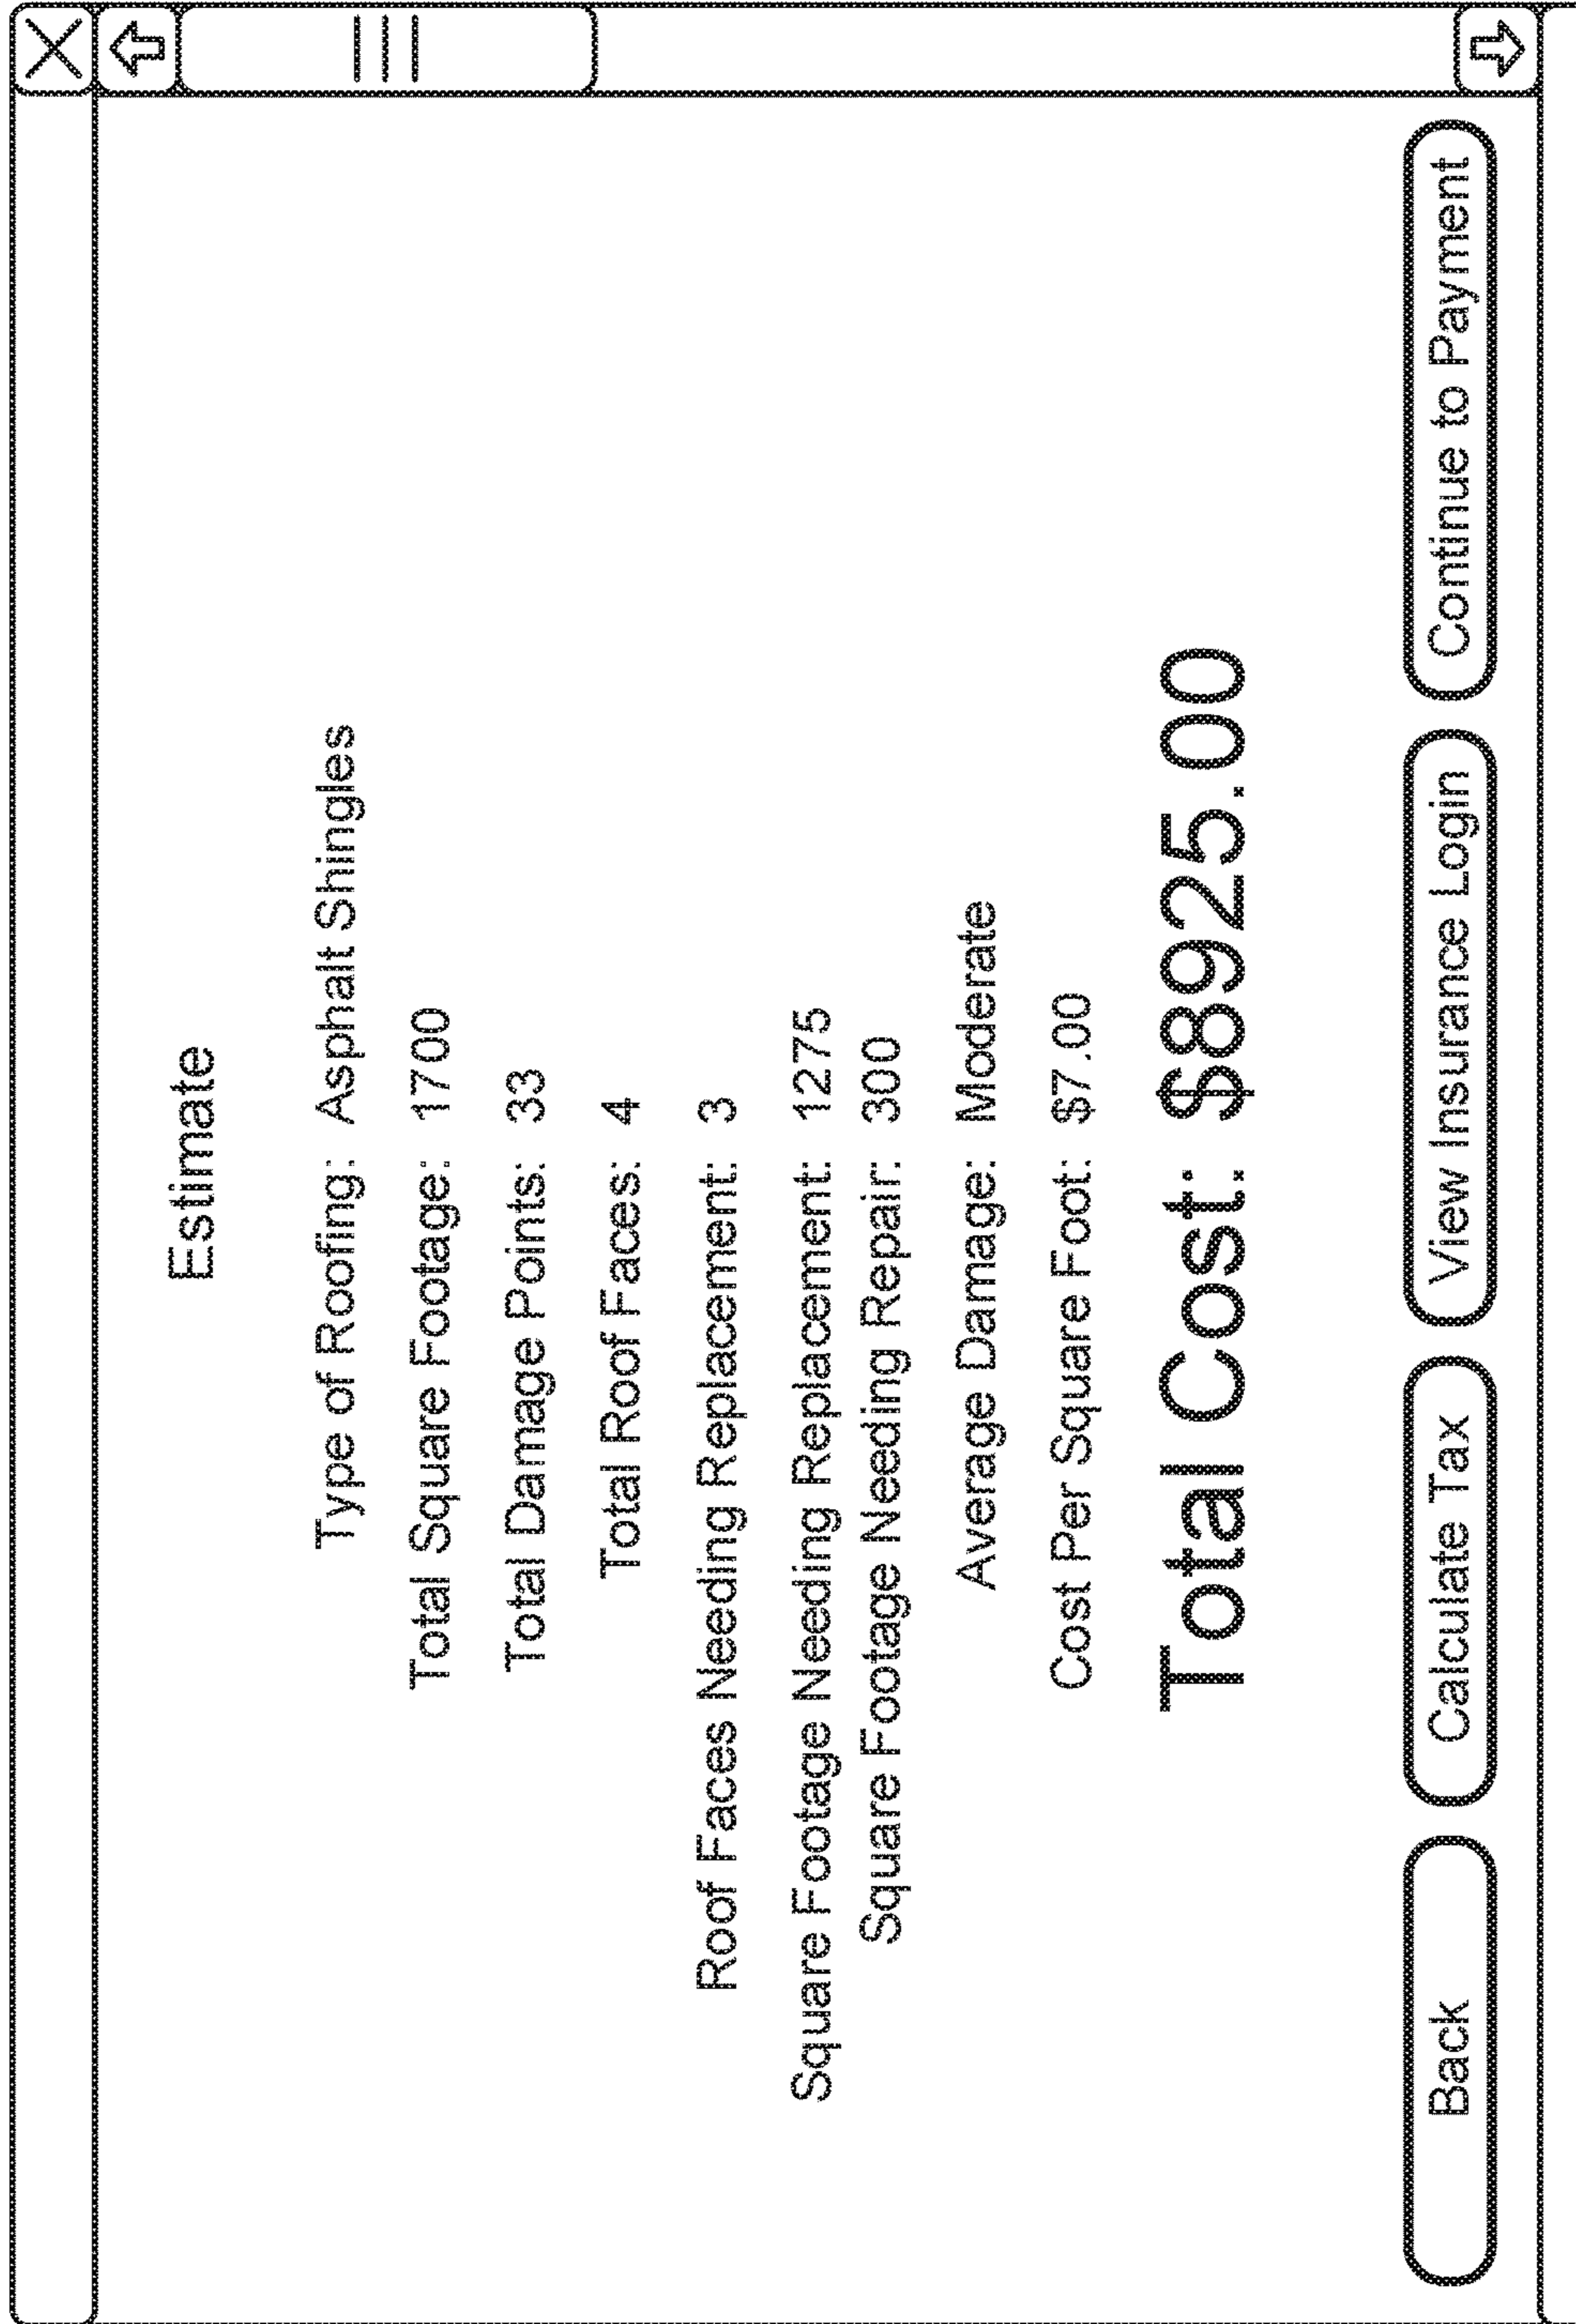 Estimate
Type of Roofing: Asphalt Shingles
Total Square Footage: 1700
Total Damage Points: 33
Total Roof Faces: 4
Roof Faces Needing Replacement: 3
Square Footage Needing Replacement: 1275
Square Footage Needing Repair: 300
Average Damage: Moderate
Cost Per Square Foot: $7.00
Total Cost: $8925.00
Back Calculate Tax View Insurance Login Continue to Payment